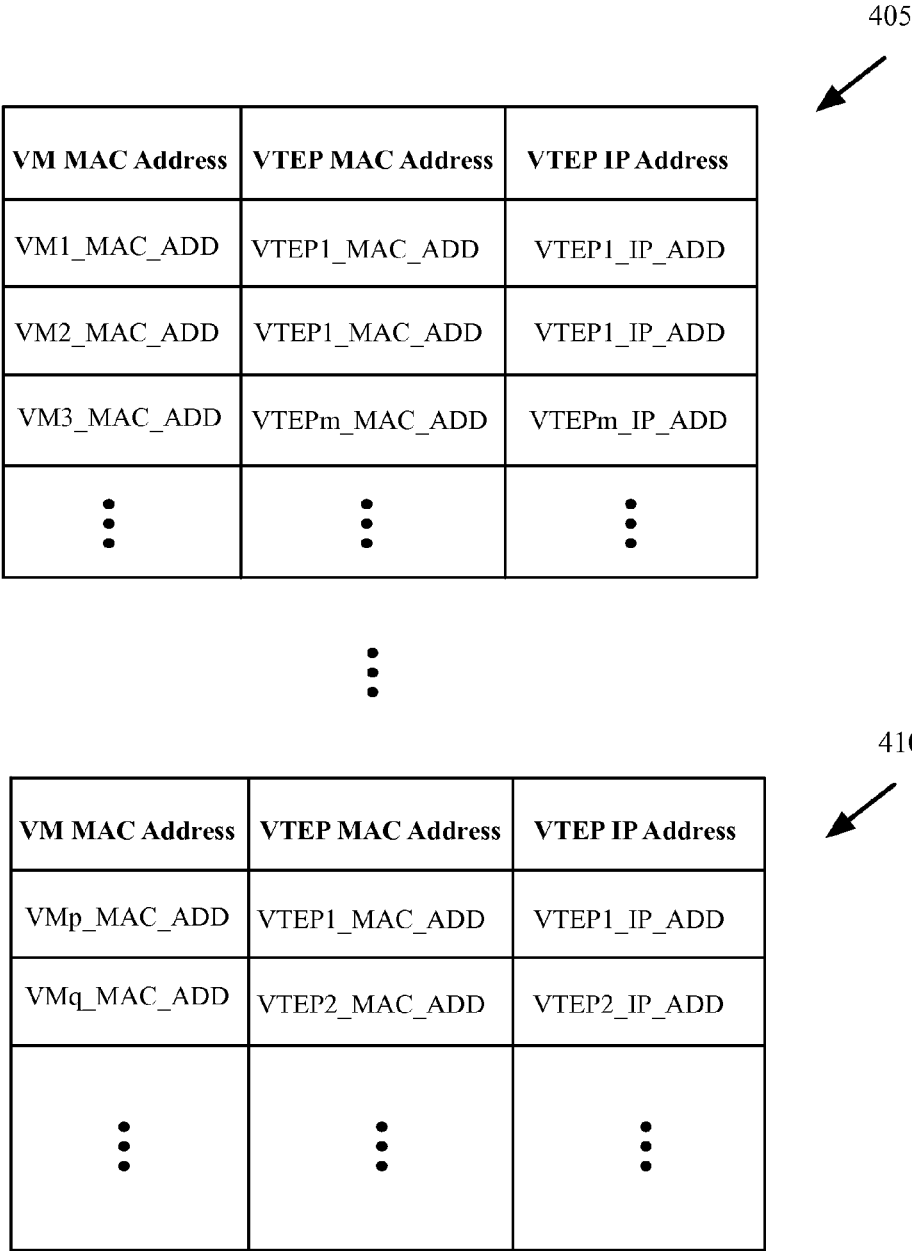 405
VM MAC Address VTEP MAC Address VTEP IP Address
VM1_MAC_ADD VTEP1_MAC_ADD VTEP1_IP_ADD
VM2_MAC_ADD VTEP1_MAC_ADD VTEP1_IP_ADD
VM3_MAC_ADD VTEPm_MAC_ADD VTEPm_IP_ADD
410
VM MAC Address VTEP MAC Address VTEP IP Address
VMp_MAC_ADD VTEP1_MAC_ADD VTEP1_IP_ADD
VMq_MAC_ADD VTEP2_MAC_ADD VTEP2_IP_ADD